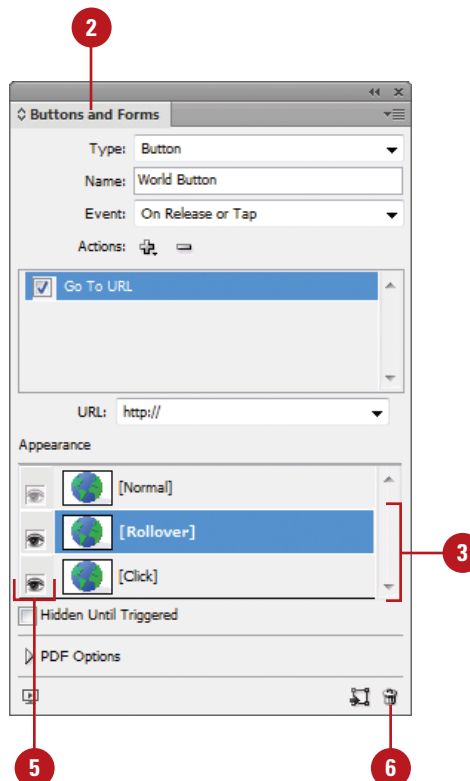 2
Buttons and Forms
Type: Button
Name: World Button
Event: On Release or Tap
Actions:
Go To URL
URL: http://
Appearance
[Normal]
[Rollover]
3
[Click]
Hidden Until Triggered
PDF Options
5 6